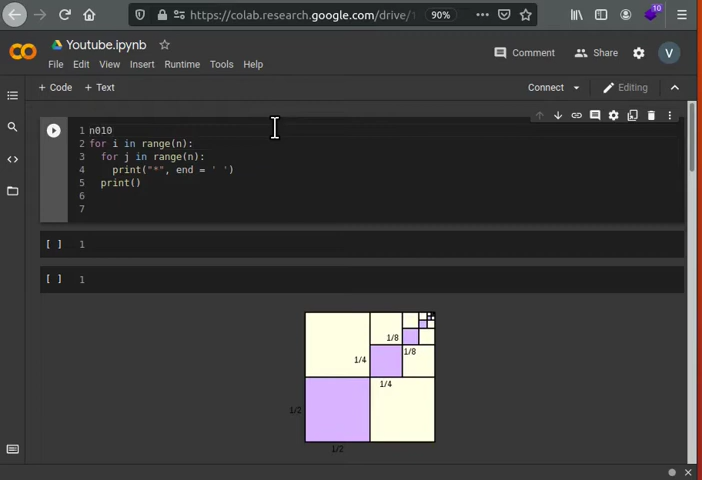 https://colab.research.google.com/drive/1
90%
10
Youtube.ipynb
File Edit View Insert Runtime Tools Help
Comment
Share
V
+ Code + Text
Connect
Editing
1 n010
2 for i in range(n):
3 for j in range(n):
4 print("*", end = ' ')
5 print()
6
7
[ ] 1
[ ] 1
1/8
1/8
1/4
1/4
1/2
1/2